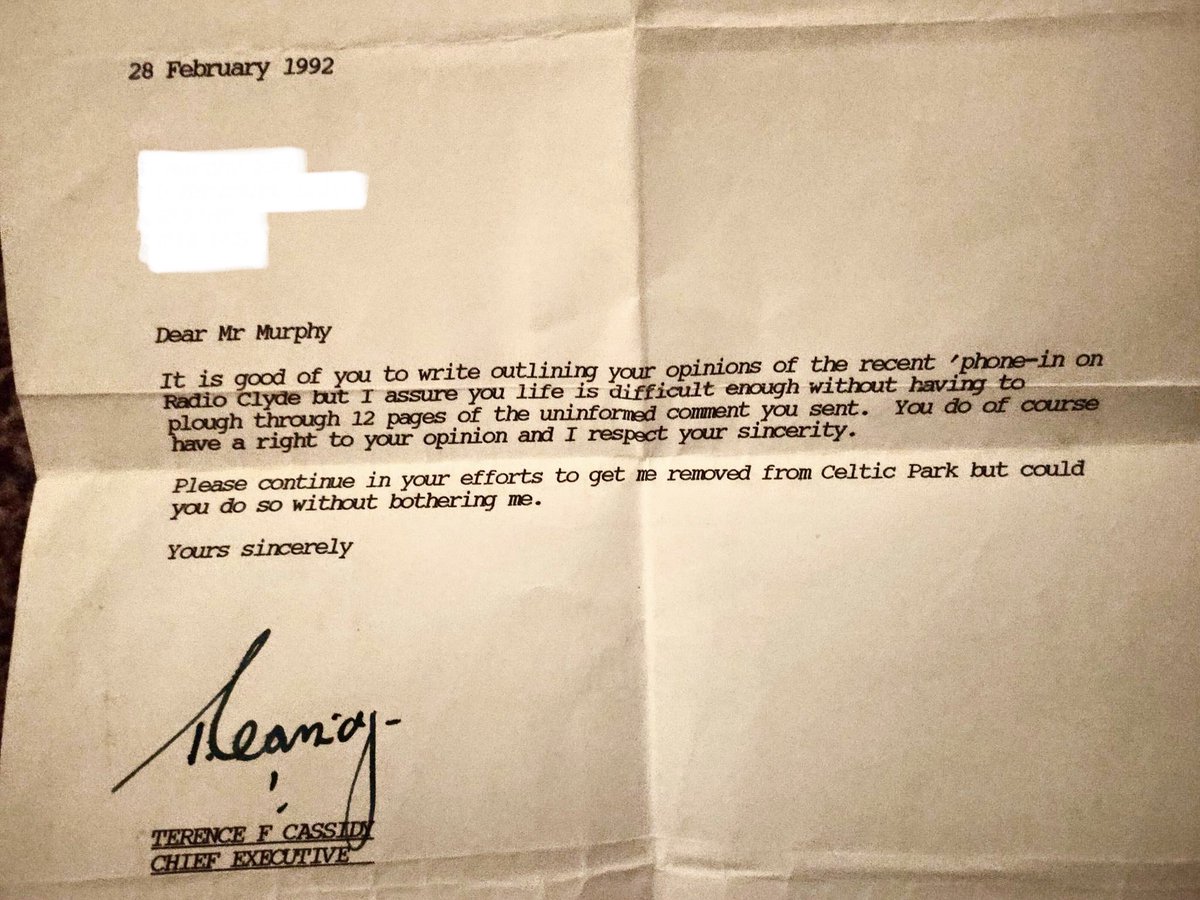 28 February 1992
Dear Mr Murphy
It is good of you to write outlining your opinions of the recent 'phone-in on
Radio Clyde but I assure you life is difficult enough without having to
plough through 12 pages of the uninformed comment you sent.  You do of course
have a right to your opinion and I respect your sincerity.
Please continue in your efforts to get me removed from Celtic Park but could
you do so without bothering me.
Yours sincerely
TERENCE F CASSIDY
CHIEF EXECUTIVE